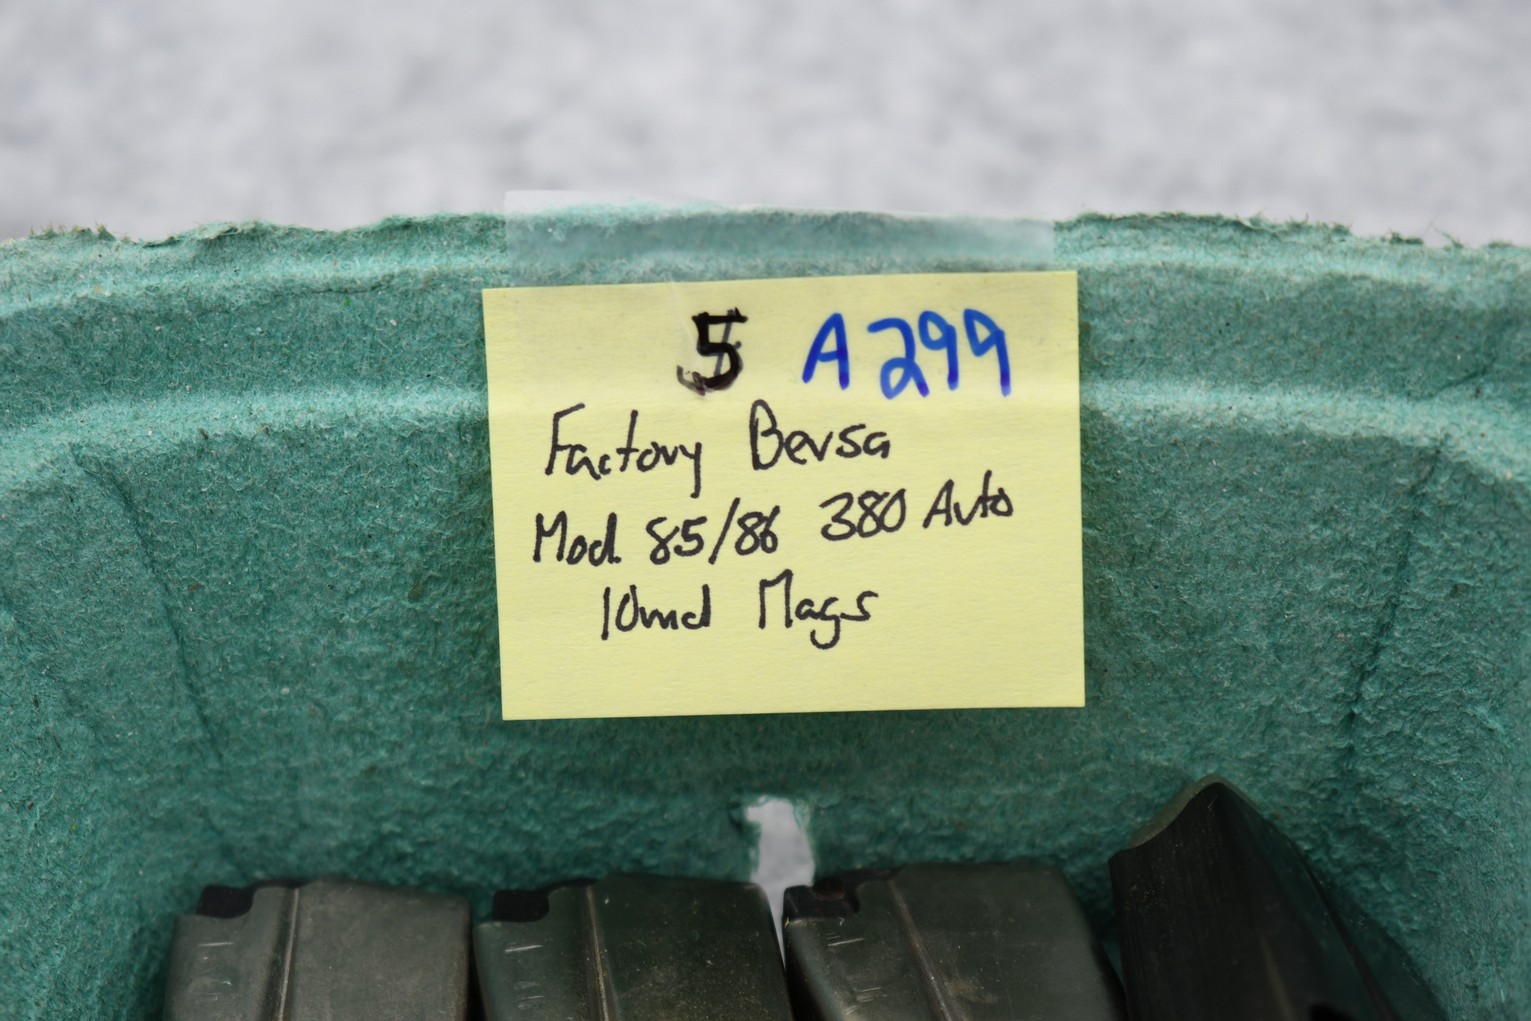 5 A299
Factory Bersa
Mod. 85/86 380 Auto
10rnd Mags